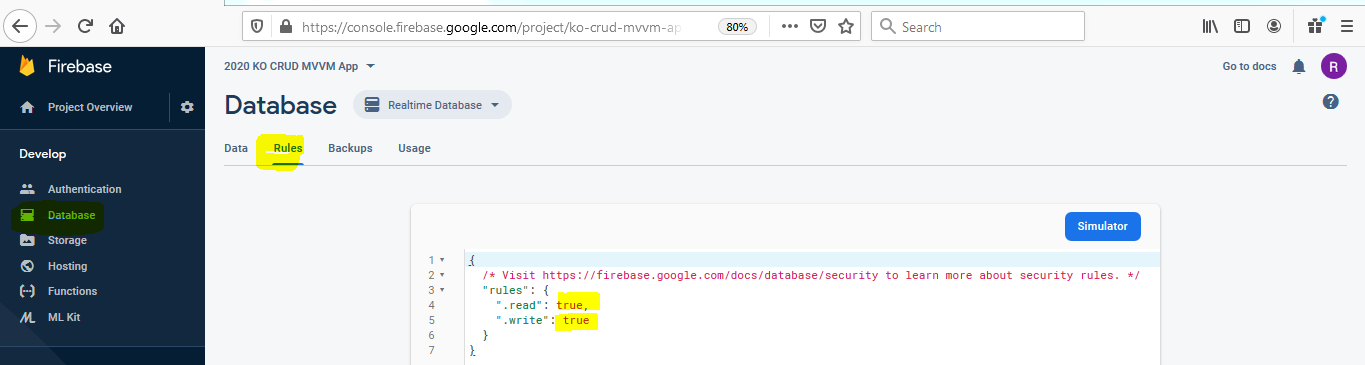 https://console.firebase.google.com/project/ko-crud-mvvm-ap
80%
Search
Firebase
2020 KO CRUD MVVM App
Go to docs
R
Project Overview
Database
Realtime Database
Develop
Data
Rules
Backups
Usage
Authentication
Database
Storage
Hosting
Functions
ML Kit
Simulator
1 {
2 /* Visit https://firebase.google.com/docs/database/security to learn more about security rules. */
3 "rules": {
4 ".read": true,
5 ".write": true
6 }
7 }